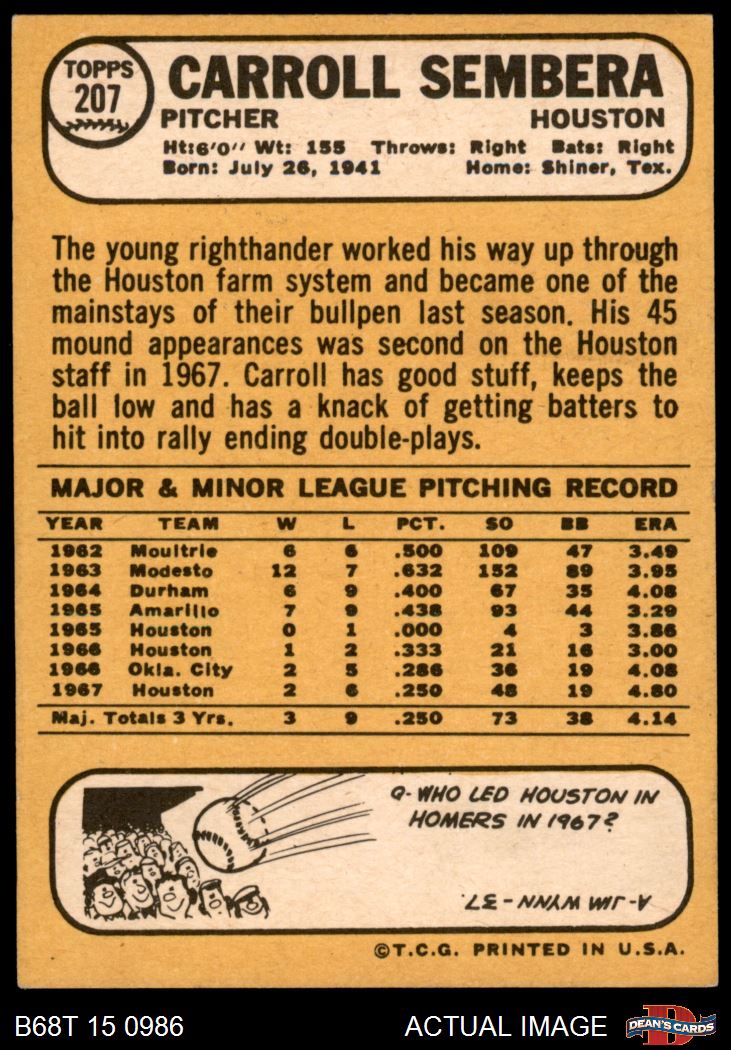 TOPPS
207
CARROLL SEMBERA
PITCHER HOUSTON
Ht:6'0" Wt: 155 Throws: Right Bats: Right
Born: July 26, 1941 Home: Shiner, Tex.
The young righthander worked his way up through
the Houston farm system and became one of the
mainstays of their bullpen last season. His 45
mound appearances was second on the Houston
staff in 1967. Carroll has good stuff, keeps the
ball low and has a knack of getting batters to
hit into rally ending double-plays.
MAJOR & MINOR LEAGUE PITCHING RECORD
YEAR TEAM W L PCT. SO BB ERA
1962 Moultrie 6 6 .500 109 47 3.49
1963 Modesto 12 7 .632 152 89 3.95
1964 Durham 6 9 .400 67 35 4.08
1965 Amarillo 7 9 .438 93 44 3.29
1965 Houston 0 1 .000 4 3 3.86
1966 Houston 1 2 .333 21 16 3.00
1966 Okla. City 2 5 .286 36 19 4.08
1967 Houston 2 6 .250 48 19 4.80
Maj. Totals 3 Yrs. 3 9 .250 73 38 4.14
Q- WHO LED HOUSTON IN
HOMERS IN 1967?
A- JIM WYNN - 37.
©T.C.G. PRINTED IN U.S.A.
B68T 15 0986 ACTUAL IMAGE DEAN'S CARDS